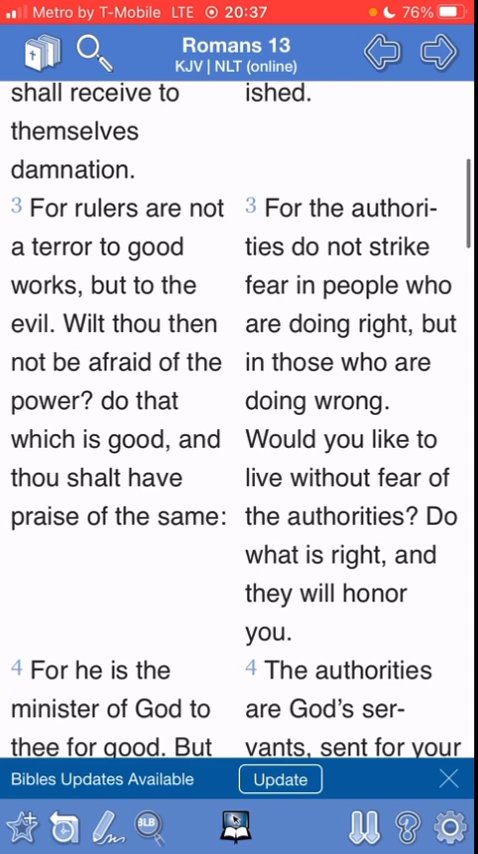 Metro by T-Mobile LTE 20:37 76%
Romans 13
KJV | NLT (online)
shall receive to
themselves
damnation.
3 For rulers are not
a terror to good
works, but to the
evil. Wilt thou then
not be afraid of the
power? do that
which is good, and
thou shalt have
praise of the same:
4 For he is the
minister of God to
thee for good. But
ished.
3 For the authori-
ties do not strike
fear in people who
are doing right, but
in those who are
doing wrong.
Would you like to
live without fear of
the authorities? Do
what is right, and
they will honor
you.
4 The authorities
are God’s ser-
vants, sent for your
Bibles Updates Available
Update
BLB